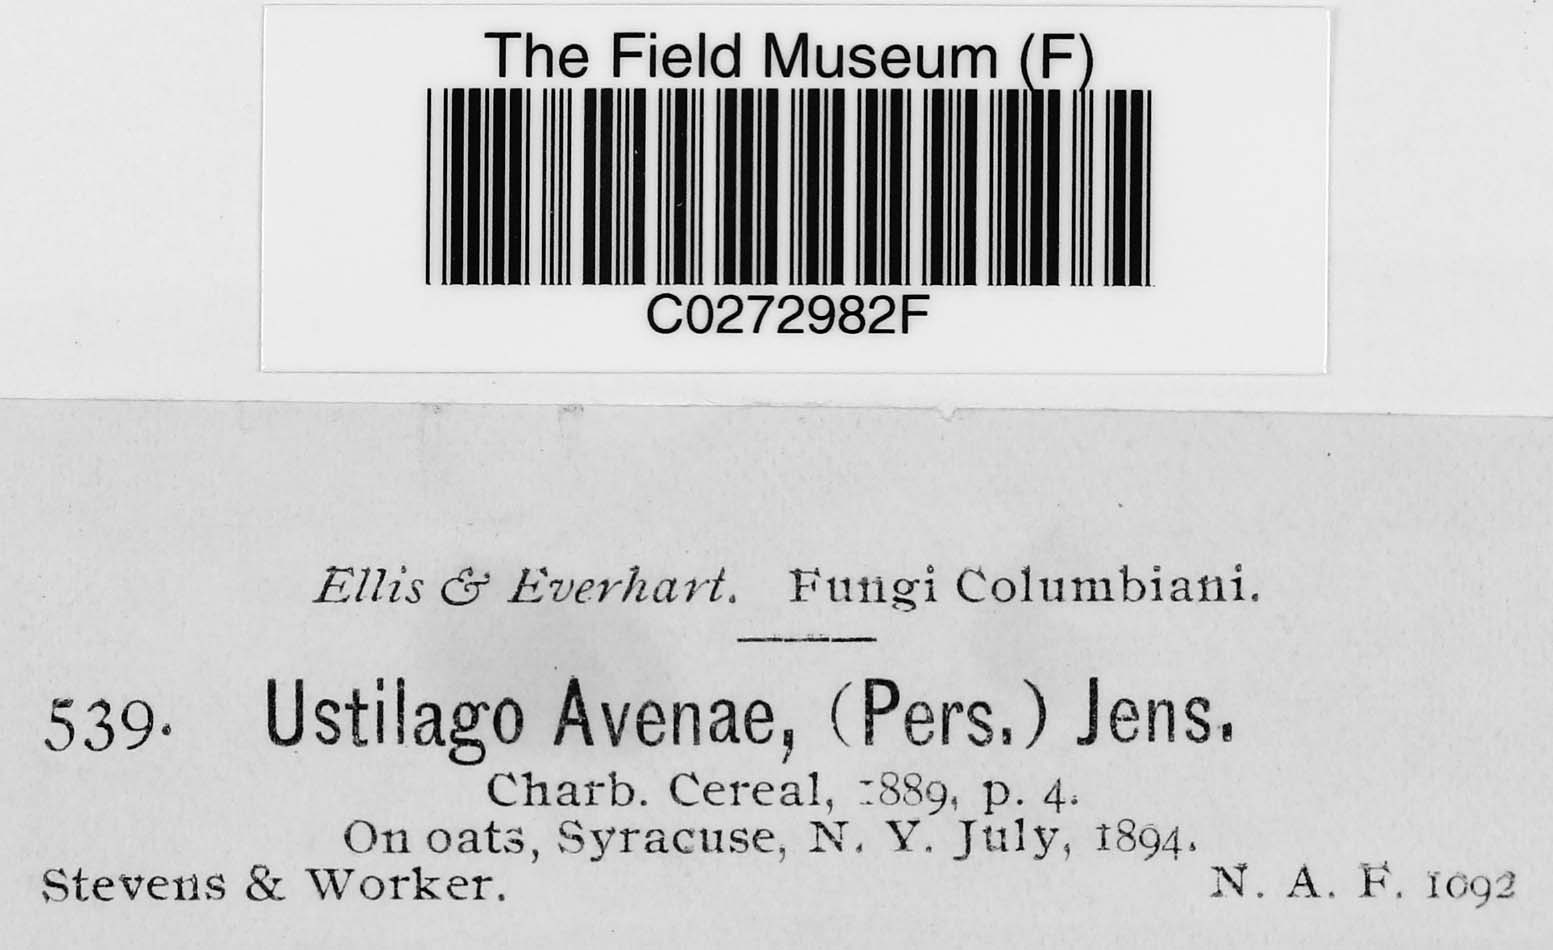 The Field Museum (F)
C0272982F
Ellis & Everhart. Fungi Columbiani.
539. Ustilago Avenae, (Pers.) Jens.
Charb. Cereal, 1889, p. 4.
On oats, Syracuse, N. Y. July, 1894.
Stevens & Worker. N. A. F. 1092